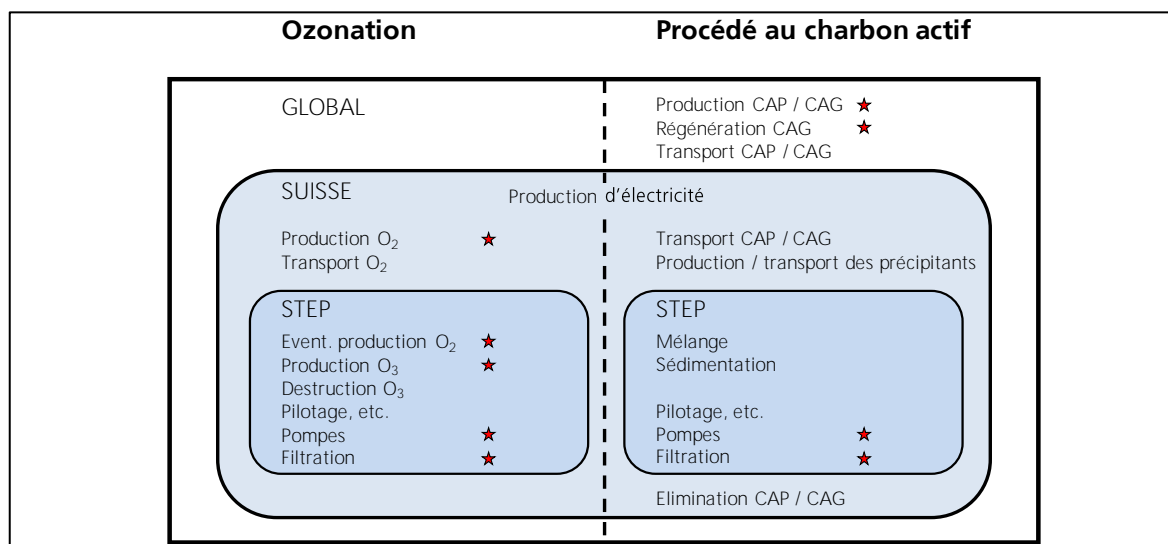 Ozonation
Procédé au charbon actif
GLOBAL
Production CAP / CAG
Régénération CAG
Transport CAP / CAG
SUISSE
Production d'électricité
Production O₂
Transport O₂
Transport CAP / CAG
Production / transport des précipitants
STEP
Event. production O₂
Production O₃
Destruction O₃
Pilotage, etc.
Pompes
Filtration
STEP
Mélange
Sédimentation
Pilotage, etc.
Pompes
Filtration
Elimination CAP / CAG